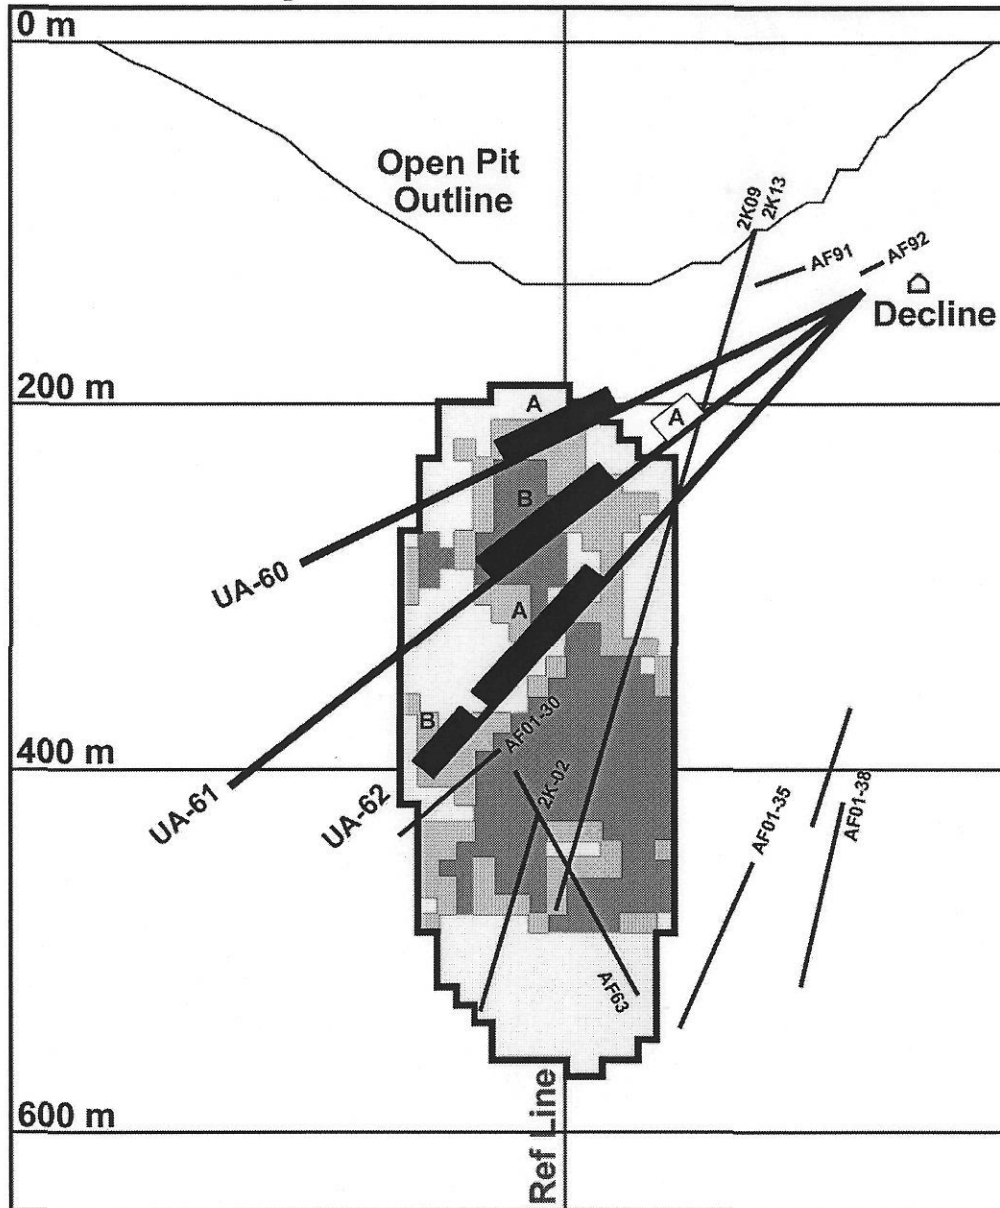 0 m
Open Pit
Outline
2K09
2K13
AF91
AF92
Decline
200 m
A
A
B
UA-60
A
B
AF01-30
400 m
2K-02
UA-61
UA-62
AF01-35
AF01-38
AF63
600 m
Ref Line